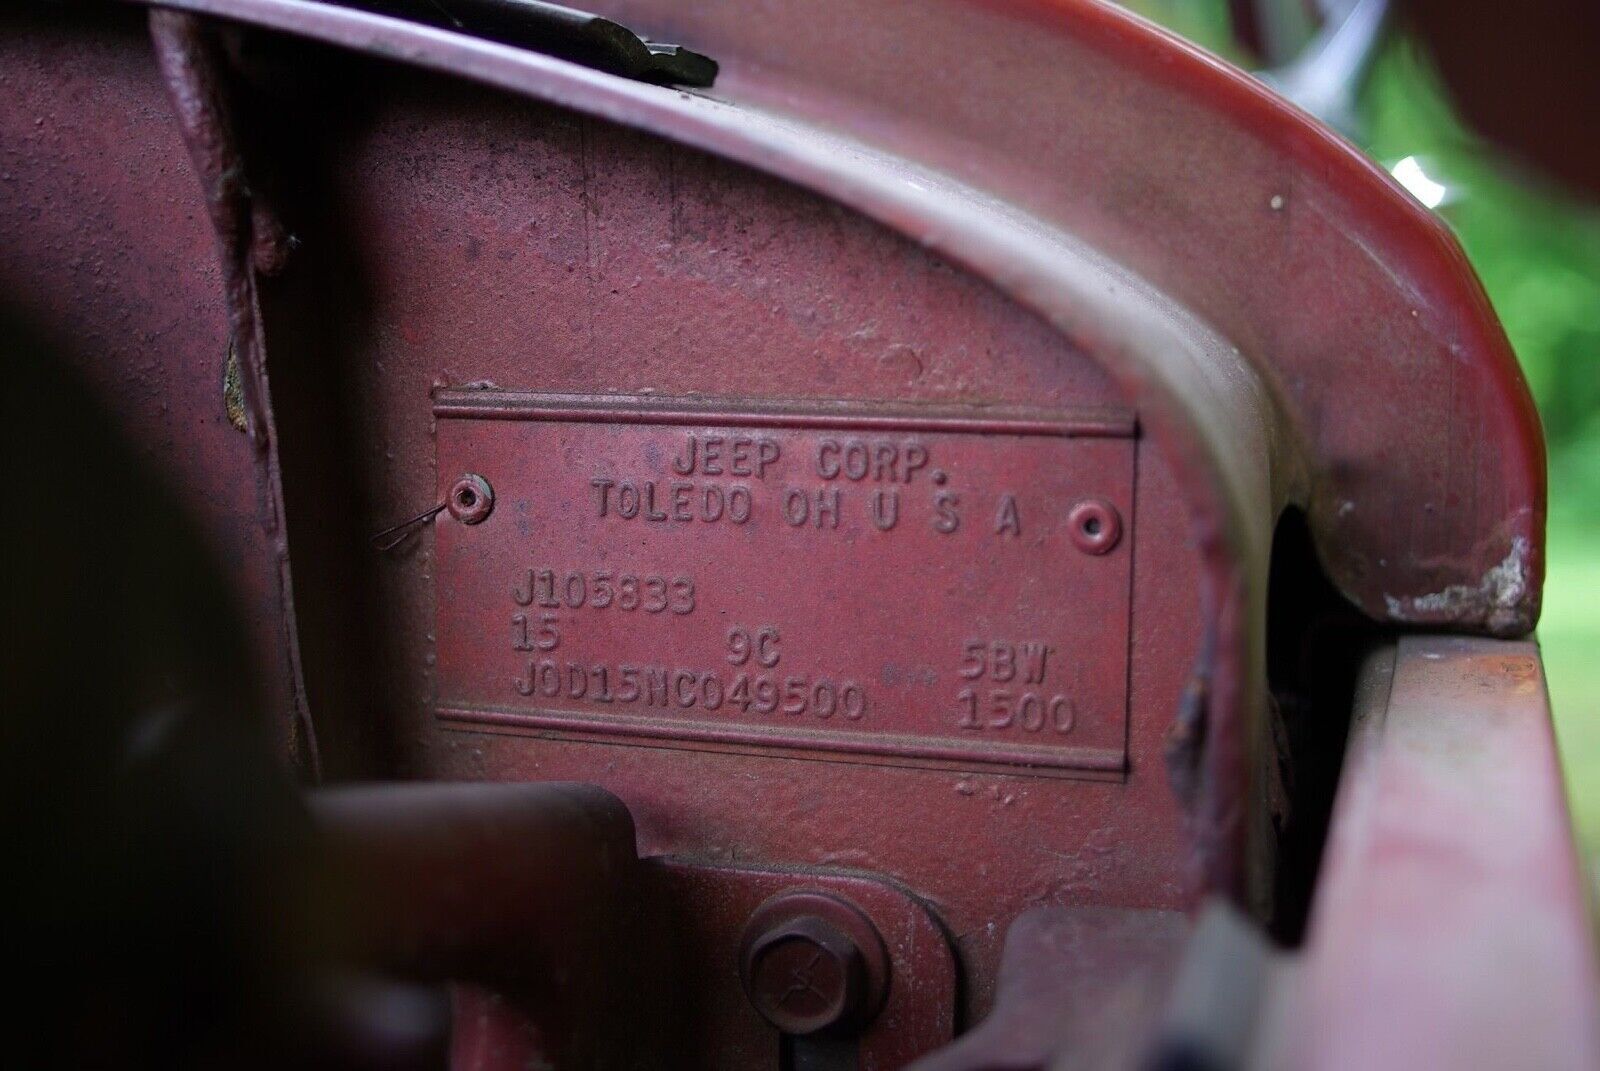 JEEP CORP.
TOLEDO OH U S A
J105833
15 9C 5BW
J0D15NC049500 1500